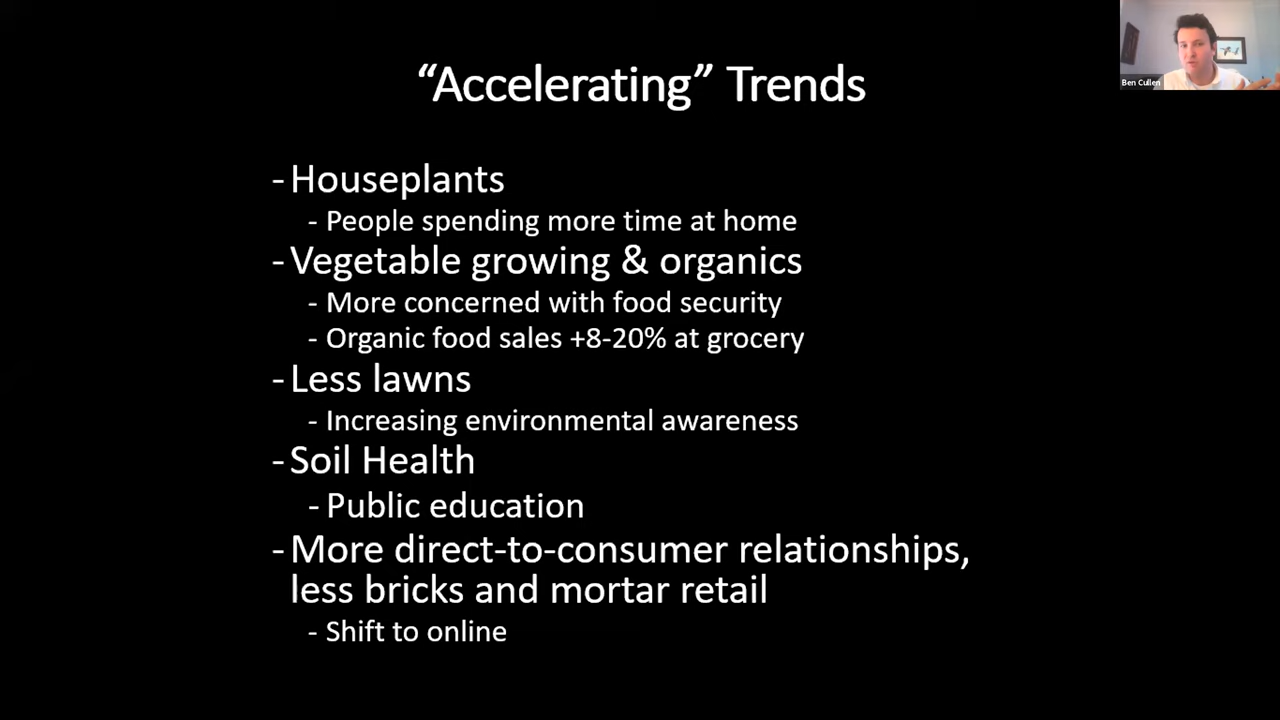 “Accelerating” Trends
Ben Cullen
- Houseplants
- People spending more time at home
- Vegetable growing & organics
- More concerned with food security
- Organic food sales +8-20% at grocery
- Less lawns
- Increasing environmental awareness
- Soil Health
- Public education
- More direct-to-consumer relationships,
less bricks and mortar retail
- Shift to online